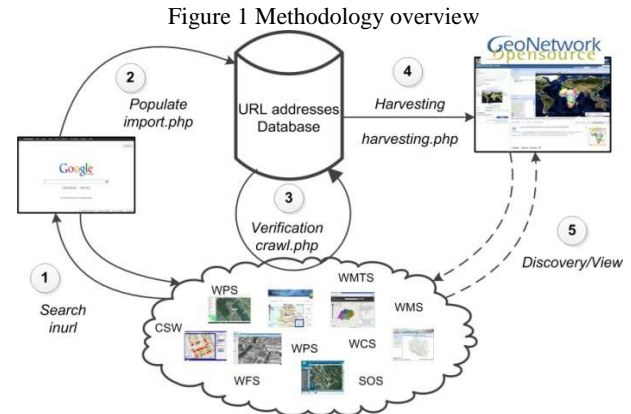 Figure 1 Methodology overview
GeoNetwork
Opensource
2
Populate
import.php
URL addresses
Database
4
Harvesting
harvesting.php
Google
3
Verification
crawl.php
5
Discovery/View
1
Search
inurl
WPS
WMTS
WMS
CSW
WPS
WCS
WFS
SOS